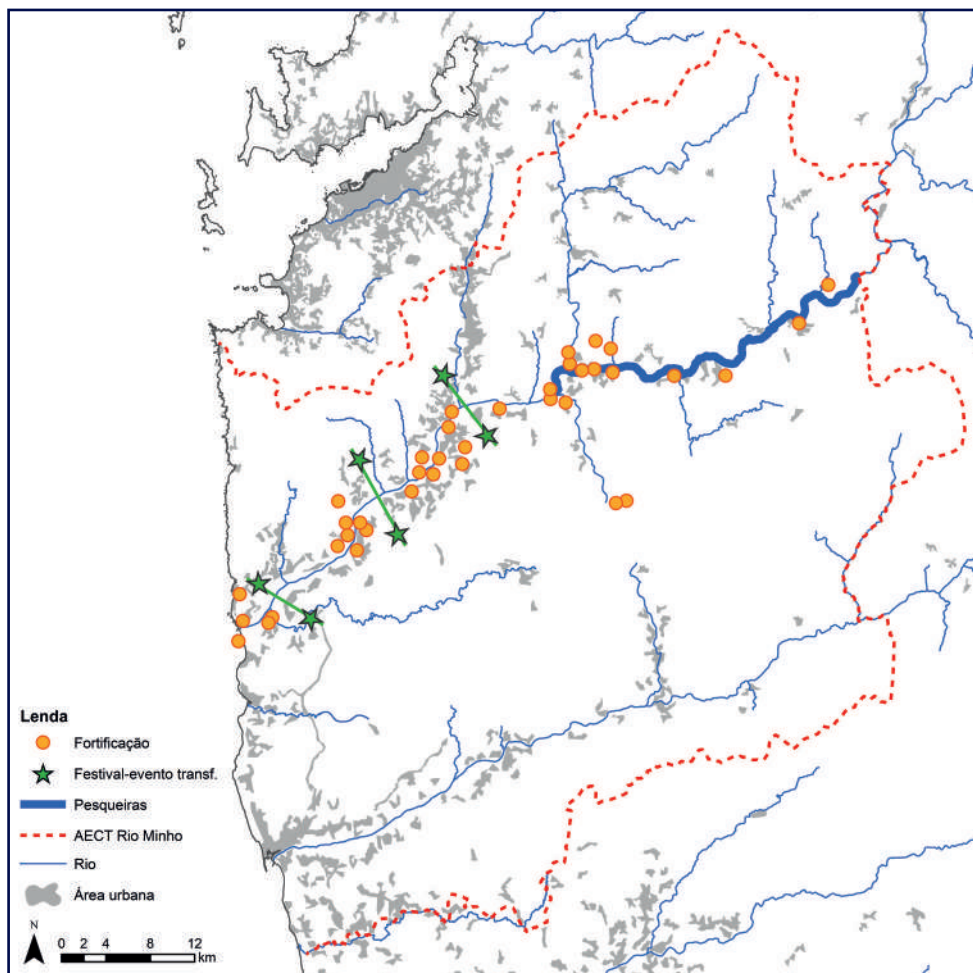 Lenda
Fortificação
Festival-evento transf.
Pesqueiras
AECT Rio Minho
Rio
Área urbana
N
0 2 4 8 12
km